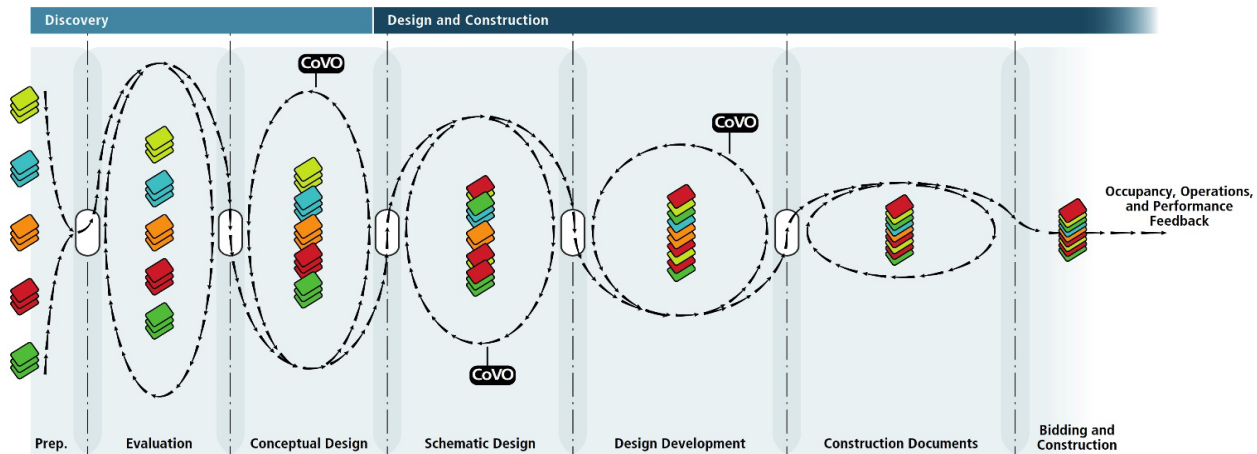 Discovery
Design and Construction
CoVO
CoVO
CoVO
Occupancy, Operations,
and Performance
Feedback
Prep.
Evaluation
Conceptual Design
Schematic Design
Design Development
Construction Documents
Bidding and
Construction